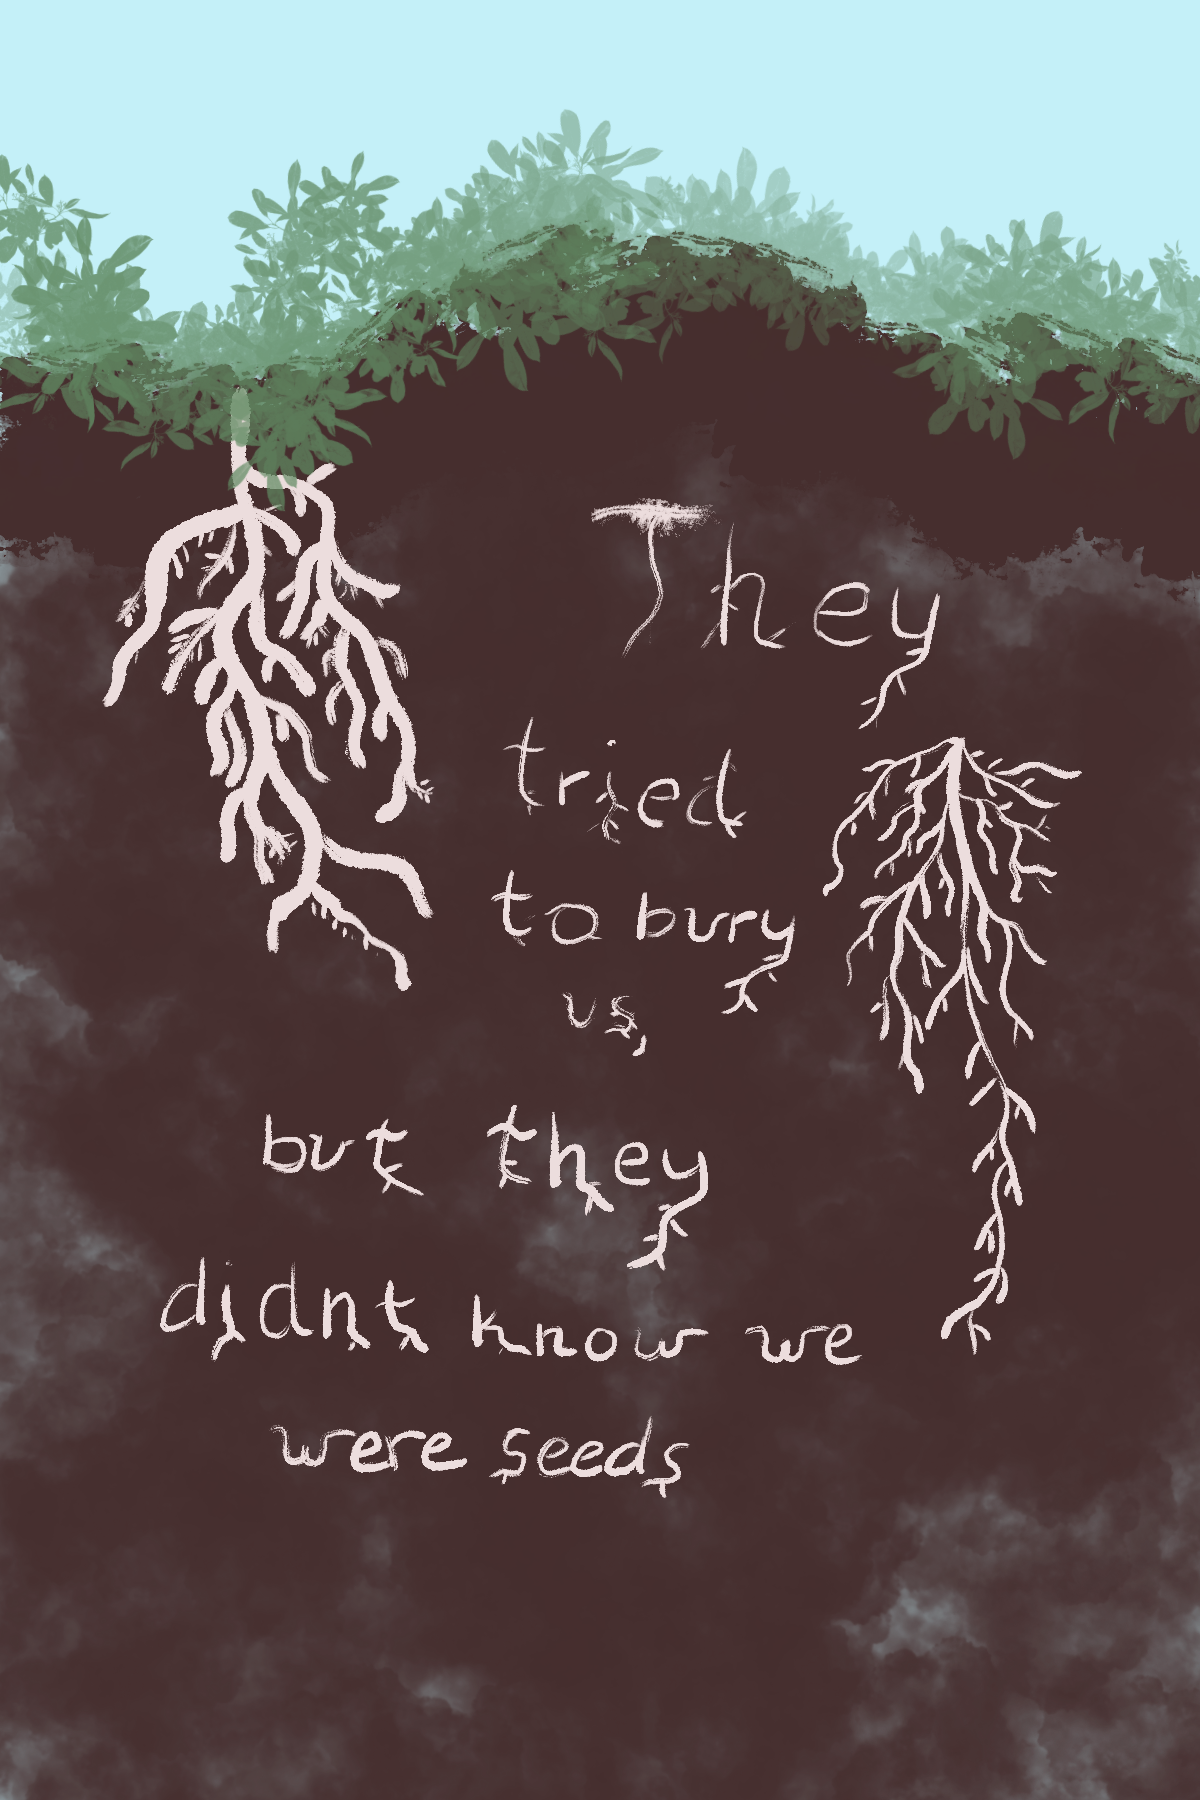 They
tried
to bury
us,
but they
didnt know we
were seeds